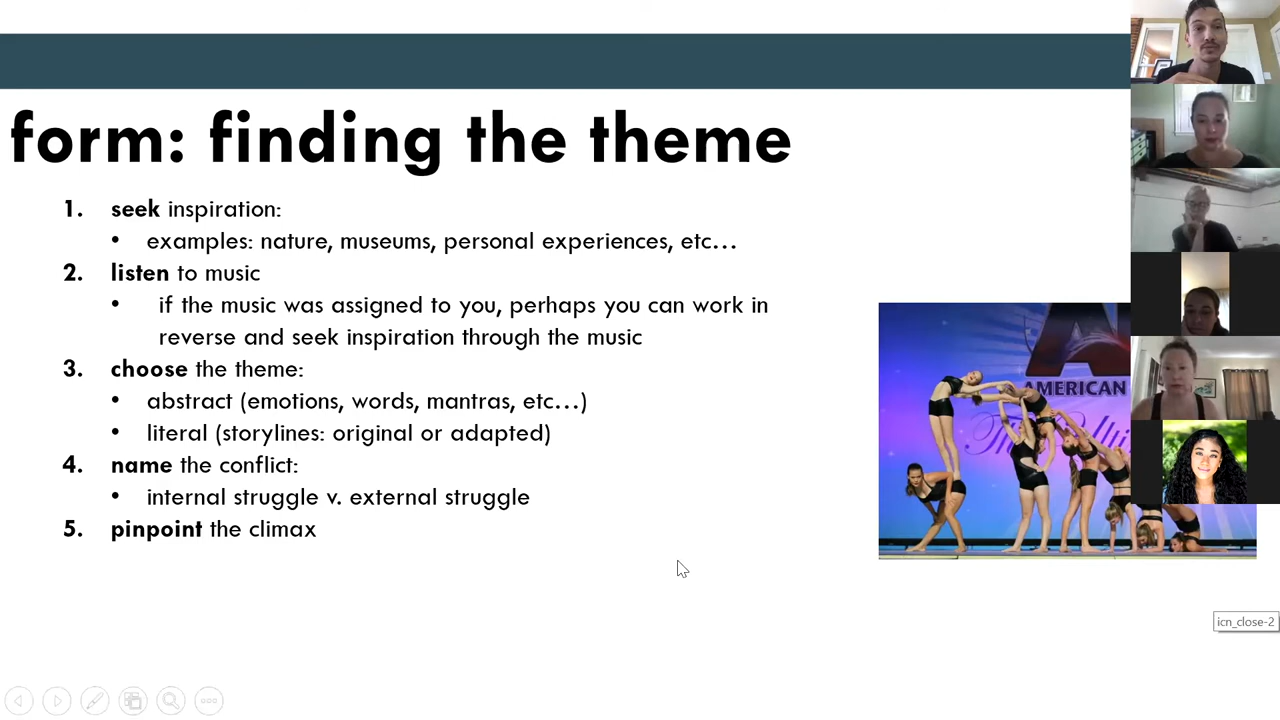 form: finding the theme
1. seek inspiration:
• examples: nature, museums, personal experiences, etc...
2. listen to music
• if the music was assigned to you, perhaps you can work in
reverse and seek inspiration through the music
3. choose the theme:
• abstract (emotions, words, mantras, etc...)
• literal (storylines: original or adapted)
4. name the conflict:
• internal struggle v. external struggle
5. pinpoint the climax
AMERICAN
icn_close-2